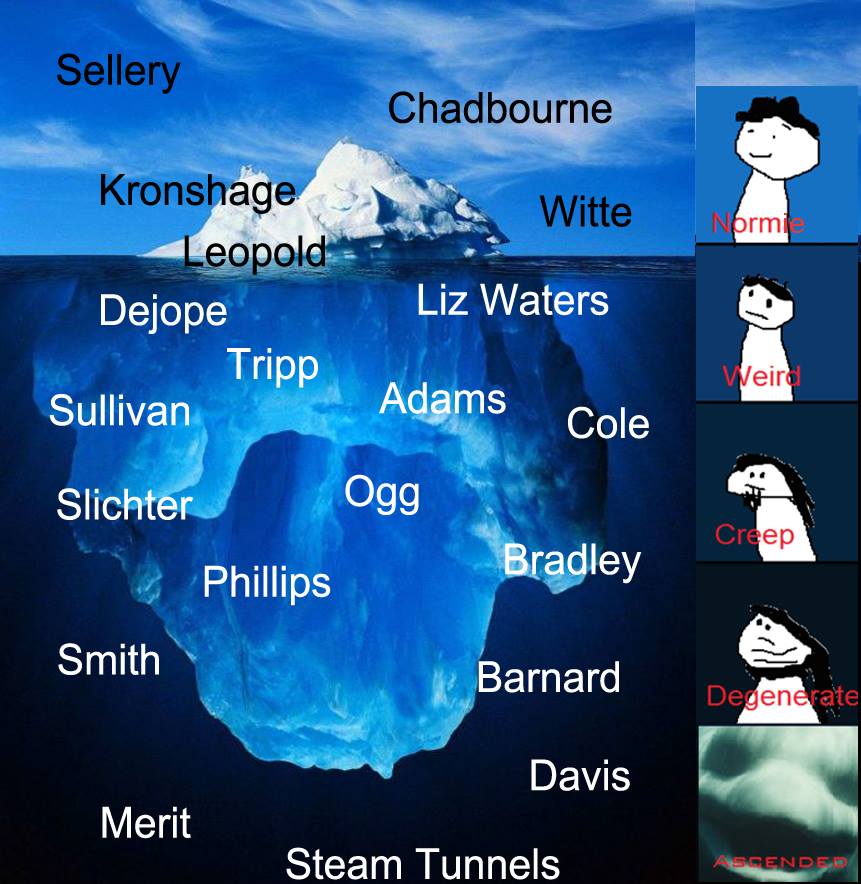 Sellery
Chadbourne
Kronshage
Witte
Normie
Leopold
Dejope
Liz Waters
Tripp
Weird
Sullivan
Adams
Cole
Slichter
Ogg
Creep
Phillips
Bradley
Smith
Barnard
Degenerate
Davis
Merit
Steam Tunnels
ASCENDED